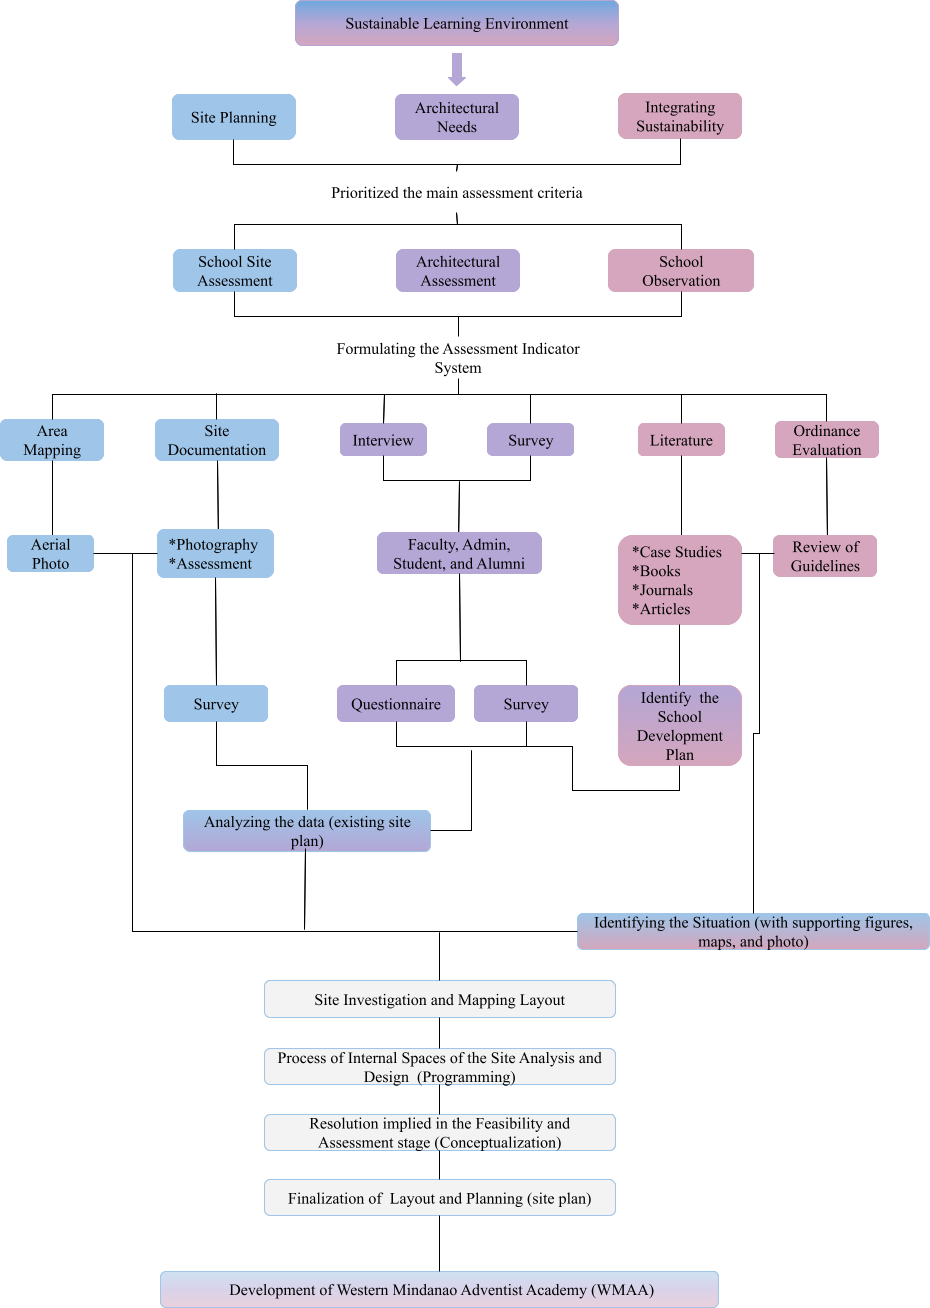 Sustainable Learning Environment
Site Planning
Architectural
Needs
Integrating
Sustainability
Prioritized the main assessment criteria
School Site
Assessment
Architectural
Assessment
School
Observation
Formulating the Assessment Indicator
System
Area
Mapping
Site
Documentation
Interview
Survey
Literature
Ordinance
Evaluation
Aerial
Photo
*Photography
*Assessment
Faculty, Admin,
Student, and Alumni
*Case Studies
*Books
*Journals
*Articles
Review of
Guidelines
Survey
Questionnaire
Survey
Identify the
School
Development
Plan
Analyzing the data (existing site
plan)
Identifying the Situation (with supporting figures,
maps, and photo)
Site Investigation and Mapping Layout
Process of Internal Spaces of the Site Analysis and
Design (Programming)
Resolution implied in the Feasibility and
Assessment stage (Conceptualization)
Finalization of Layout and Planning (site plan)
Development of Western Mindanao Adventist Academy (WMAA)